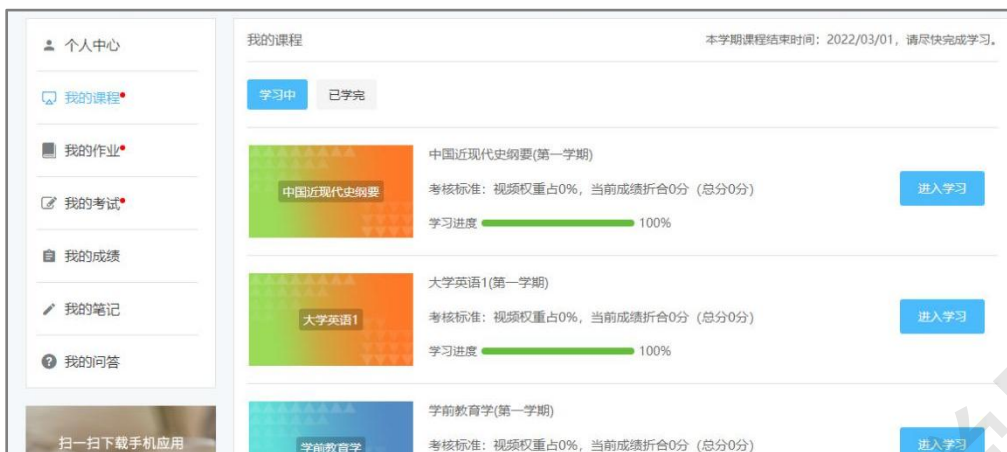 个人中心
我的课程
我的作业
我的考试
我的成绩
我的笔记
我的问答
扫一扫下载手机应用
我的课程
本学期课程结束时间：2022/03/01，请尽快完成学习。
学习中
已学完
中国近现代史纲要
中国近现代史纲要(第一学期)
考核标准：视频权重占0%，当前成绩折合0分（总分0分）
学习进度 100%
进入学习
大学英语1
大学英语1(第一学期)
考核标准：视频权重占0%，当前成绩折合0分（总分0分）
学习进度 100%
进入学习
学前教育学
学前教育学(第一学期)
考核标准：视频权重占0%，当前成绩折合0分（总分0分）
进入学习